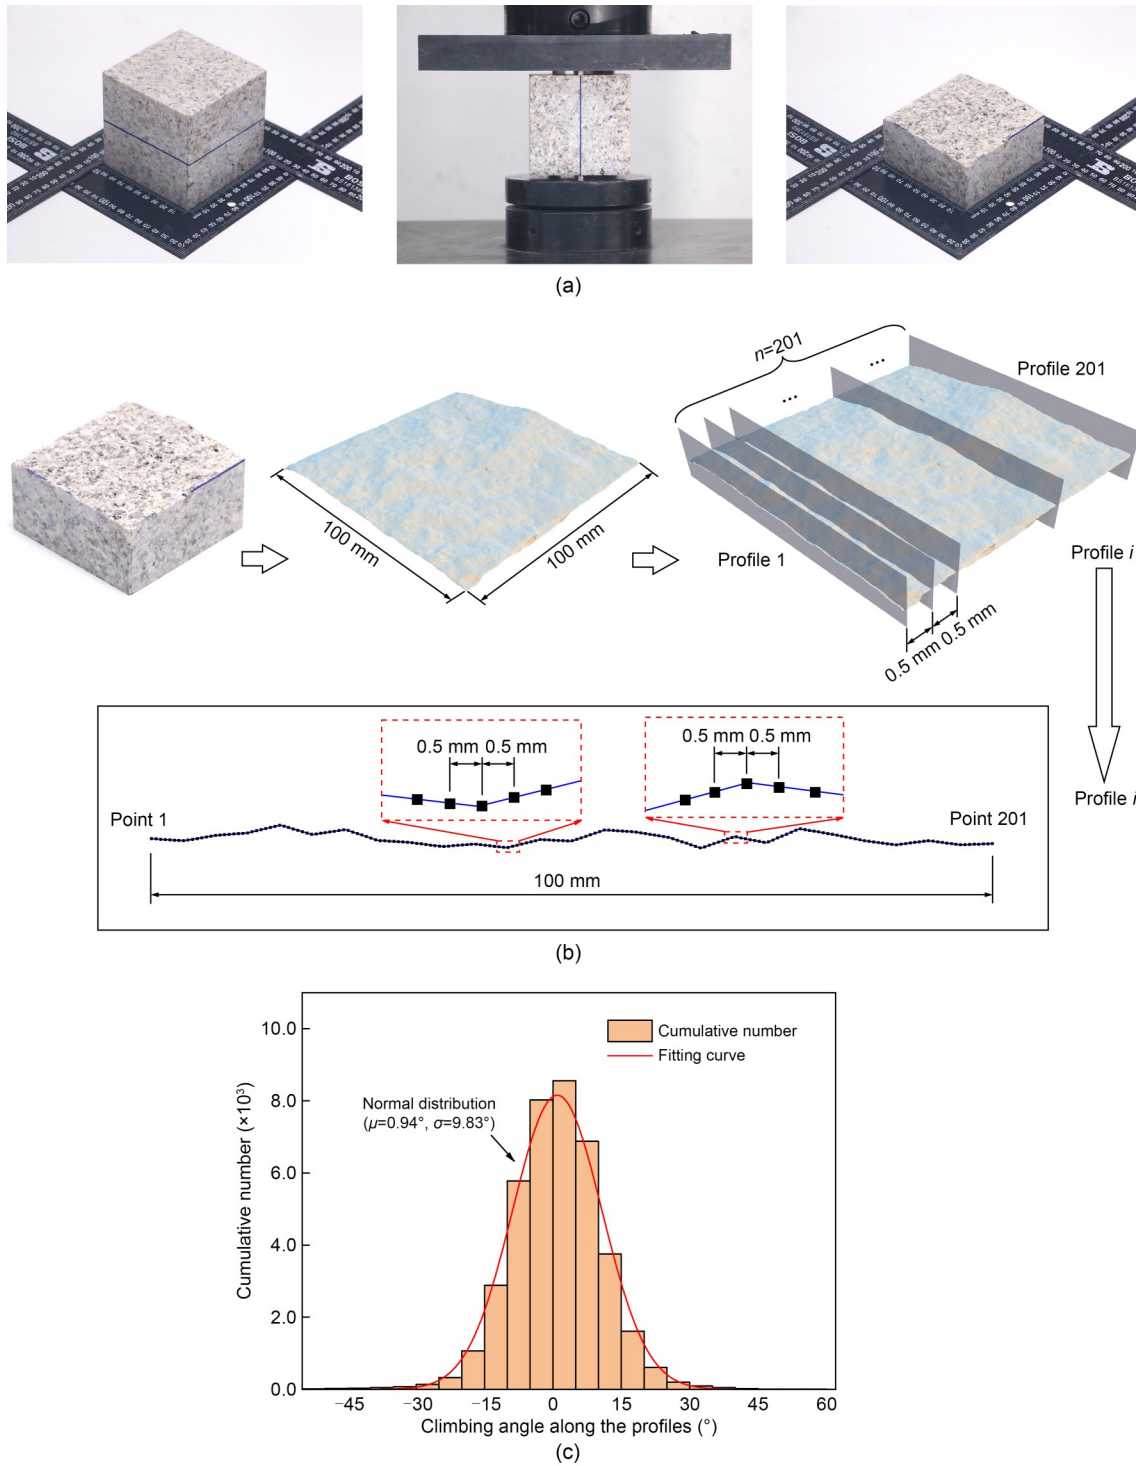 (a)
n=201
...
...
Profile 201
100 mm
100 mm
Profile 1
0.5 mm
0.5 mm
Profile i
Profile i
0.5 mm 0.5 mm
0.5 mm 0.5 mm
Point 1
Point 201
100 mm
(b)
Cumulative number (×10³)
10.0
8.0
6.0
4.0
2.0
0.0
Cumulative number
Fitting curve
Normal distribution
(μ=0.94°, σ=9.83°)
−45 −30 −15 0 15 30 45 60
Climbing angle along the profiles (°)
(c)